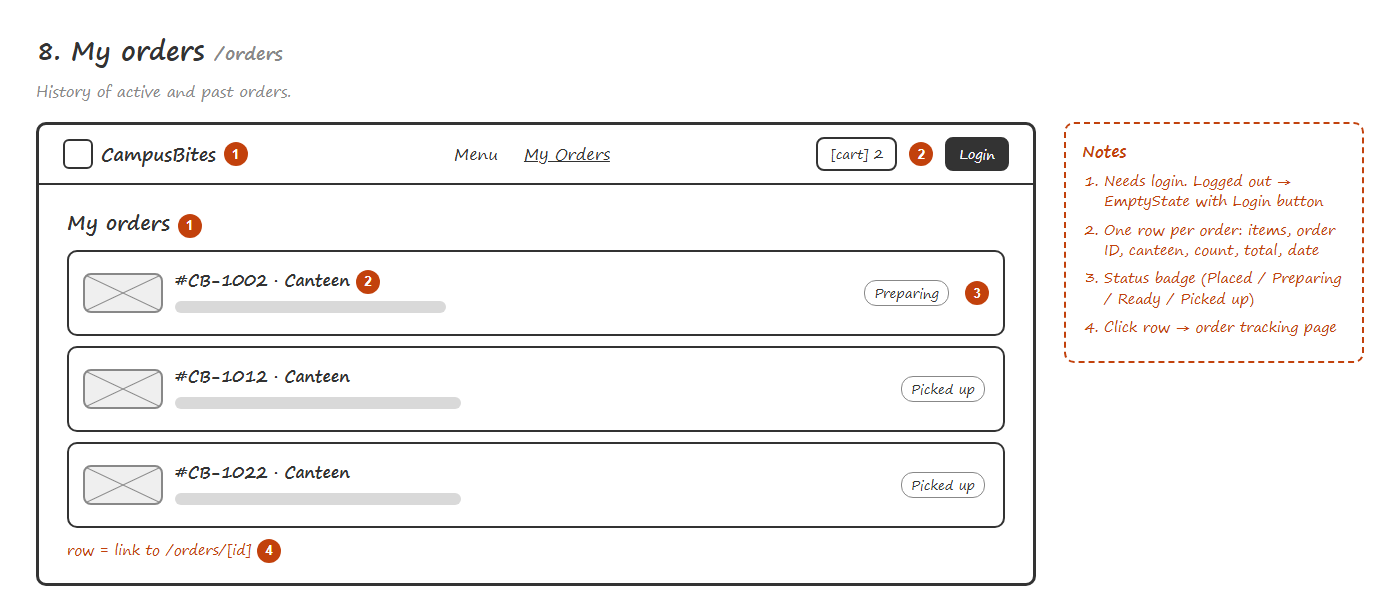 8. My orders /orders
History of active and past orders.
CampusBites 1 Menu My Orders [cart] 2 2 Login
My orders 1
#CB-1002 · Canteen 2
Preparing 3
#CB-1012 · Canteen
Picked up
#CB-1022 · Canteen
Picked up
row = link to /orders/[id] 4
Notes
1. Needs login. Logged out →
EmptyState with Login button
2. One row per order: items, order
ID, canteen, count, total, date
3. Status badge (Placed / Preparing
/ Ready / Picked up)
4. Click row → order tracking page